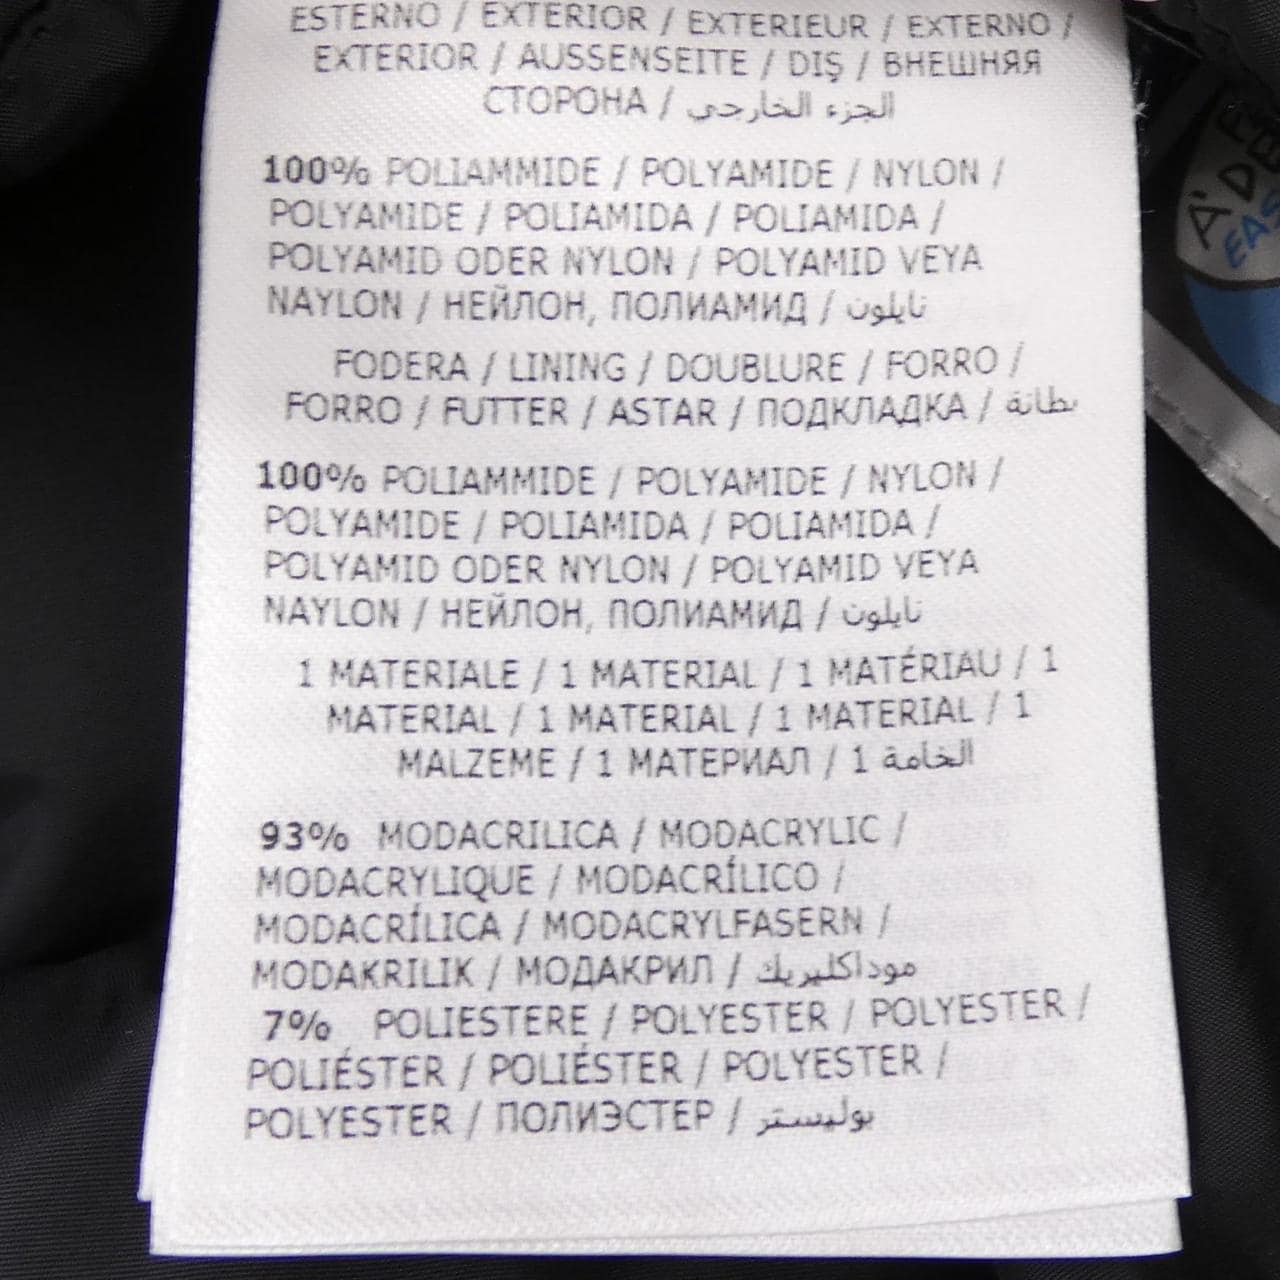 ESTERNO / EXTERIOR / EXTERIEUR / EXTERNO /
EXTERIOR / AUSSENSEITE / DIŞ / ВНЕШНЯЯ
СТОРОНА / الجزء الخارجي
100% POLIAMMIDE / POLYAMIDE / NYLON /
POLYAMIDE / POLIAMIDA / POLIAMIDA /
POLYAMID ODER NYLON / POLYAMID VEYA
NAYLON / НЕЙЛОН, ПОЛИАМИД / نايلون
FODERA / LINING / DOUBLURE / FORRO /
FORRO / FUTTER / ASTAR / ПОДКЛАДКА / بطانة
100% POLIAMMIDE / POLYAMIDE / NYLON /
POLYAMIDE / POLIAMIDA / POLIAMIDA /
POLYAMID ODER NYLON / POLYAMID VEYA
NAYLON / НЕЙЛОН, ПОЛИАМИД / نايلون
1 MATERIALE / 1 MATERIAL / 1 MATÉRIAU / 1
MATERIAL / 1 MATERIAL / 1 MATERIAL / 1
MALZEME / 1 МАТЕРИАЛ / 1 الخامة
93% MODACRILICA / MODACRYLIC /
MODACRYLIQUE / MODACRÍLICO /
MODACRÍLICA / MODACRYLFASERN /
MODAKRILIK / МОДАКРИЛ / موداكليريك
7% POLIESTERE / POLYESTER / POLYESTER /
POLIÉSTER / POLIÉSTER / POLYESTER /
POLYESTER / ПОЛИЭСТЕР / بوليستر